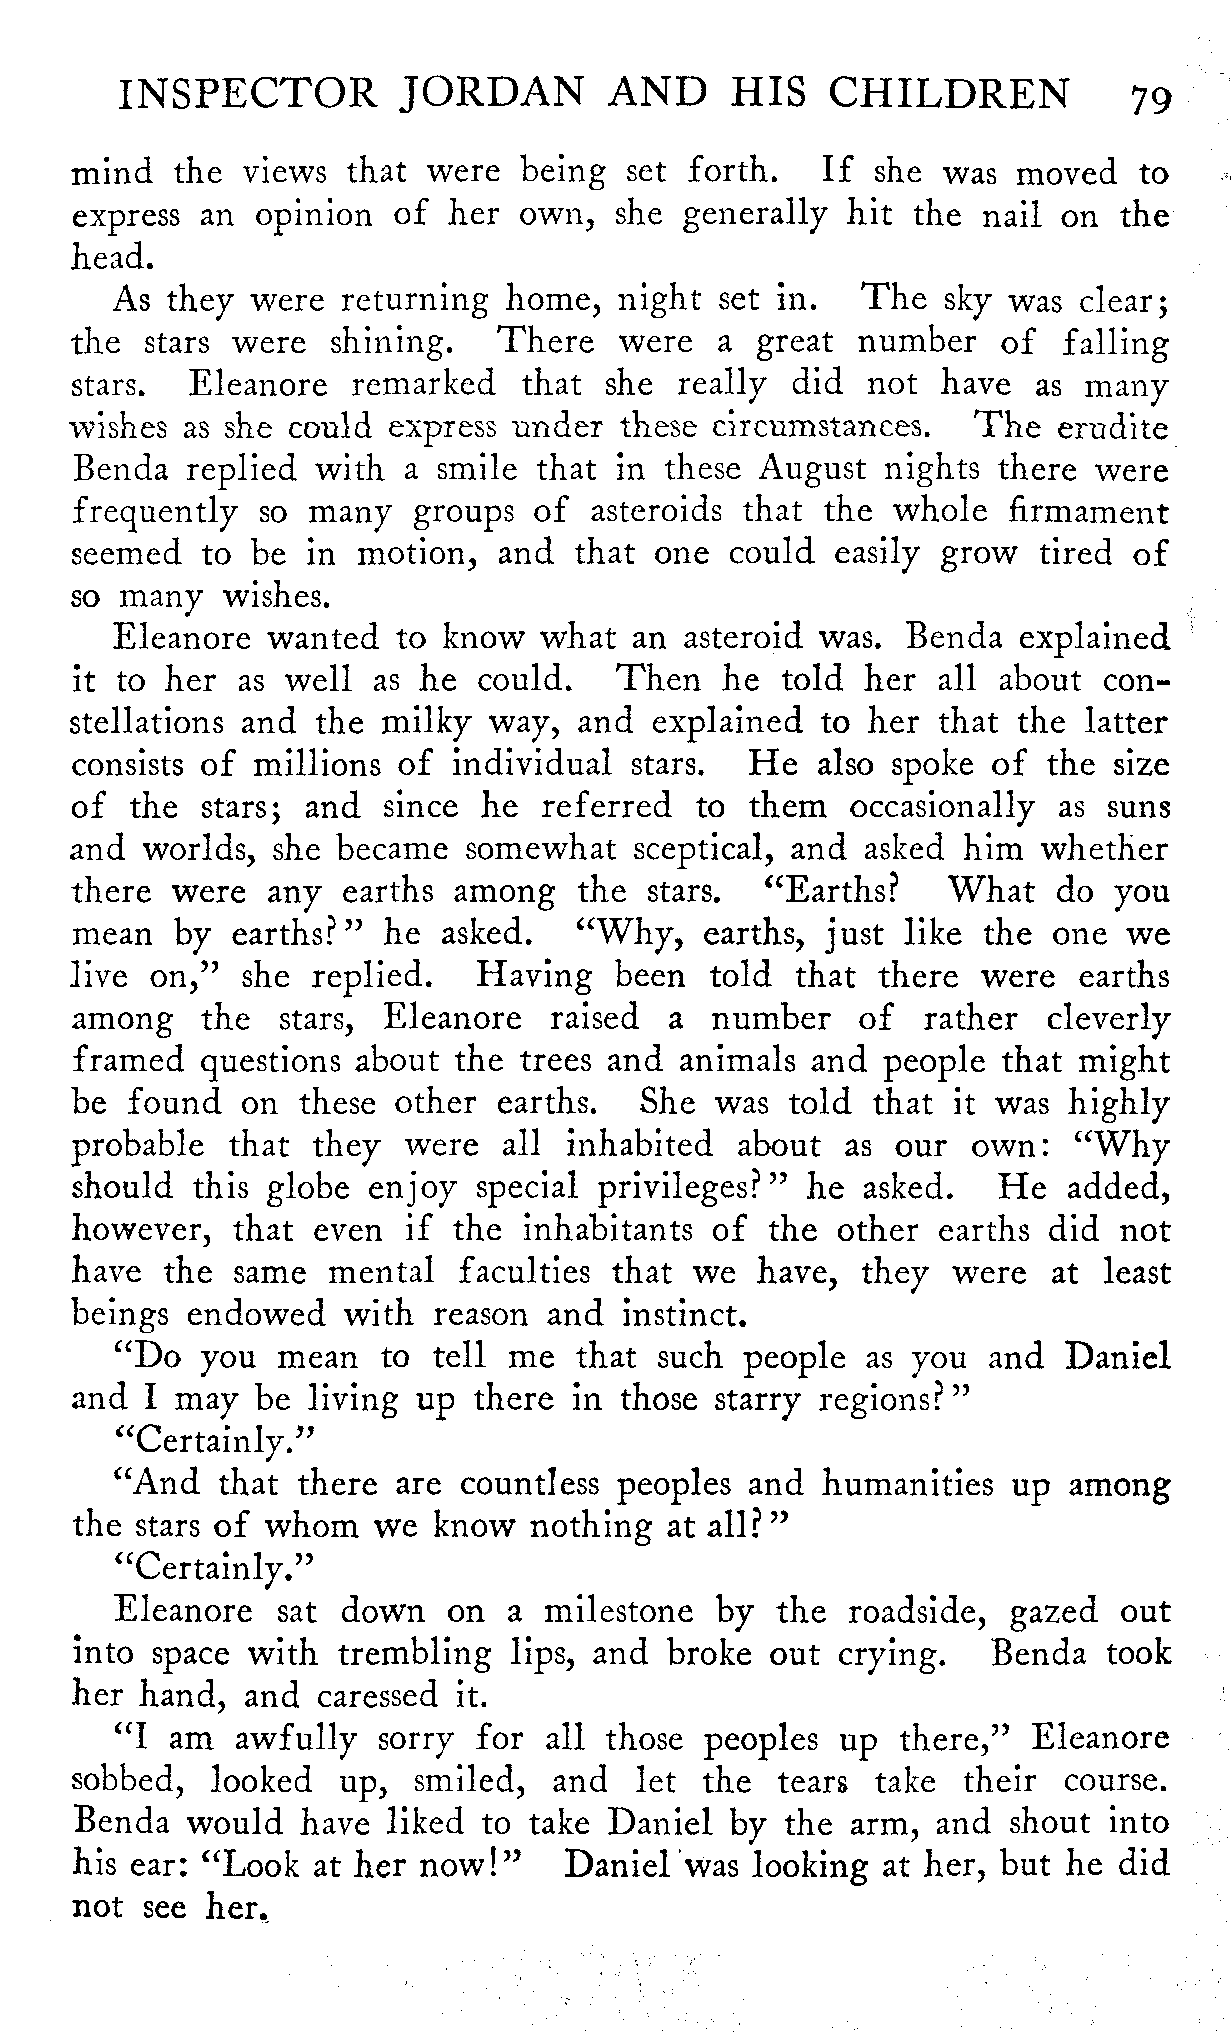 INSPECTOR JORDAN AND HIS CHILDREN 79
mind the views that were being set forth. If she was moved to
express an opinion of her own, she generally hit the nail on the
head.
As they were returning home, night set in. The sky was clear;
the stars were shining. There were a great number of falling
stars. Eleanore remarked that she really did not have as many
wishes as she could express under these circumstances. The erudite
Benda replied with a smile that in these August nights there were
frequently so many groups of asteroids that the whole firmament
seemed to be in motion, and that one could easily grow tired of
so many wishes.
Eleanore wanted to know what an asteroid was. Benda explained
it to her as well as he could. Then he told her all about con-
stellations and the milky way, and explained to her that the latter
consists of millions of individual stars. He also spoke of the size
of the stars; and since he referred to them occasionally as suns
and worlds, she became somewhat sceptical, and asked him whether
there were any earths among the stars. “Earths? What do you
mean by earths?” he asked. “Why, earths, just like the one we
live on,” she replied. Having been told that there were earths
among the stars, Eleanore raised a number of rather cleverly
framed questions about the trees and animals and people that might
be found on these other earths. She was told that it was highly
probable that they were all inhabited about as our own: “Why
should this globe enjoy special privileges?” he asked. He added,
however, that even if the inhabitants of the other earths did not
have the same mental faculties that we have, they were at least
beings endowed with reason and instinct.
“Do you mean to tell me that such people as you and Daniel
and I may be living up there in those starry regions?”
“Certainly.”
“And that there are countless peoples and humanities up among
the stars of whom we know nothing at all?”
“Certainly.”
Eleanore sat down on a milestone by the roadside, gazed out
into space with trembling lips, and broke out crying. Benda took
her hand, and caressed it.
“I am awfully sorry for all those peoples up there,” Eleanore
sobbed, looked up, smiled, and let the tears take their course.
Benda would have liked to take Daniel by the arm, and shout into
his ear: “Look at her now!” Daniel was looking at her, but he did
not see her.